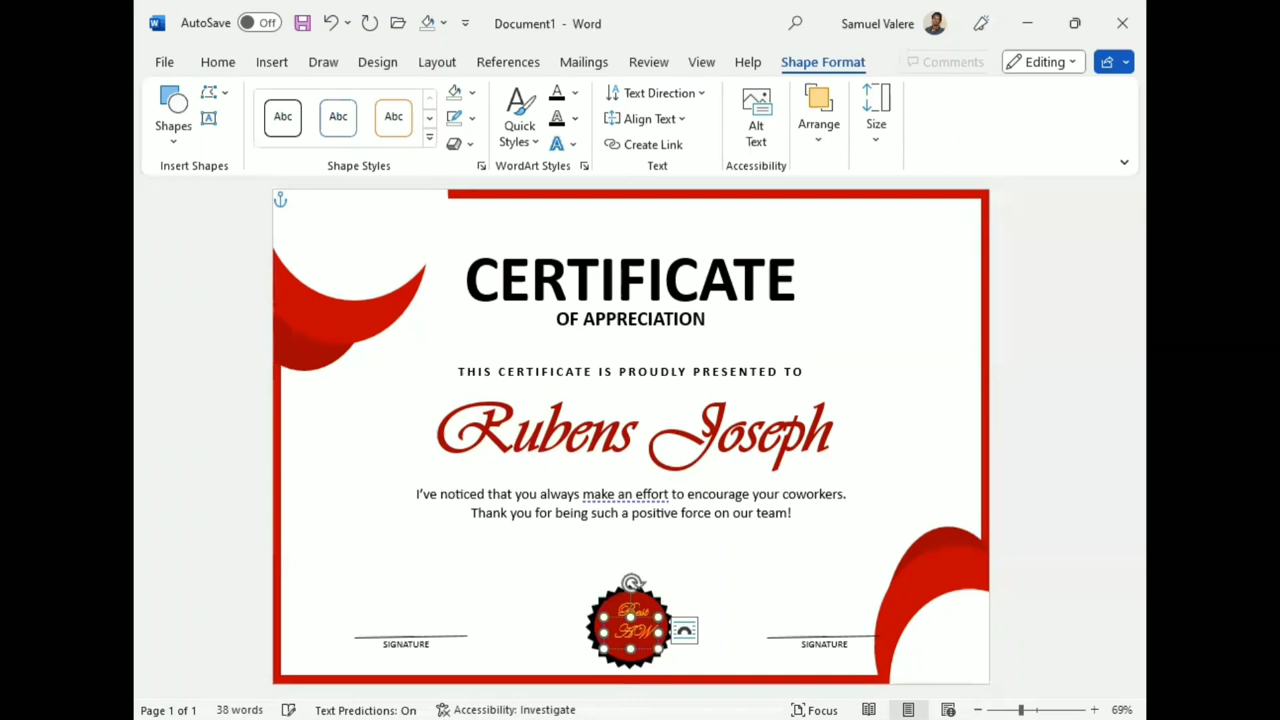 AutoSave Off Document1 - Word Samuel Valere
File Home Insert Draw Design Layout References Mailings Review View Help Shape Format Comments Editing
Shapes
Insert Shapes
Abc Abc Abc
Shape Styles
Quick Styles
WordArt Styles
Text Direction
Align Text
Create Link
Text
Alt Text
Accessibility
Arrange
Size
CERTIFICATE
OF APPRECIATION
THIS CERTIFICATE IS PROUDLY PRESENTED TO
Rubens Joseph
I've noticed that you always make an effort to encourage your coworkers.
Thank you for being such a positive force on our team!
Best
AW
SIGNATURE SIGNATURE
Page 1 of 1 38 words Text Predictions: On Accessibility: Investigate Focus 69%